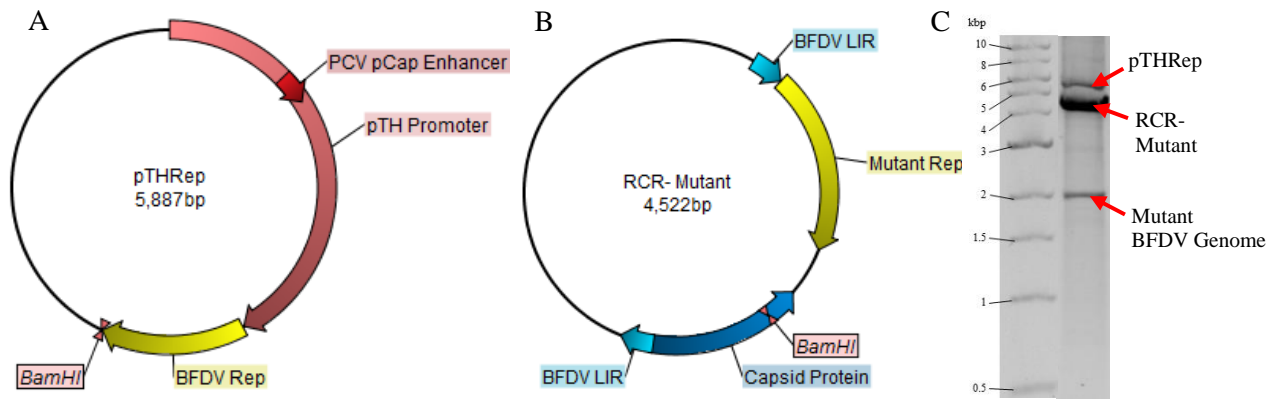 A
PCV pCap Enhancer
pTH Promoter
pTHRep
5,887bp
BamHI
BFDV Rep
B
BFDV LIR
Mutant Rep
RCR- Mutant
4,522bp
BamHI
BFDV LIR
Capsid Protein
C
kbp
10
8
6
5
4
3
2
1.5
1
0.5
pTHRep
RCR-
Mutant
Mutant
BFDV Genome